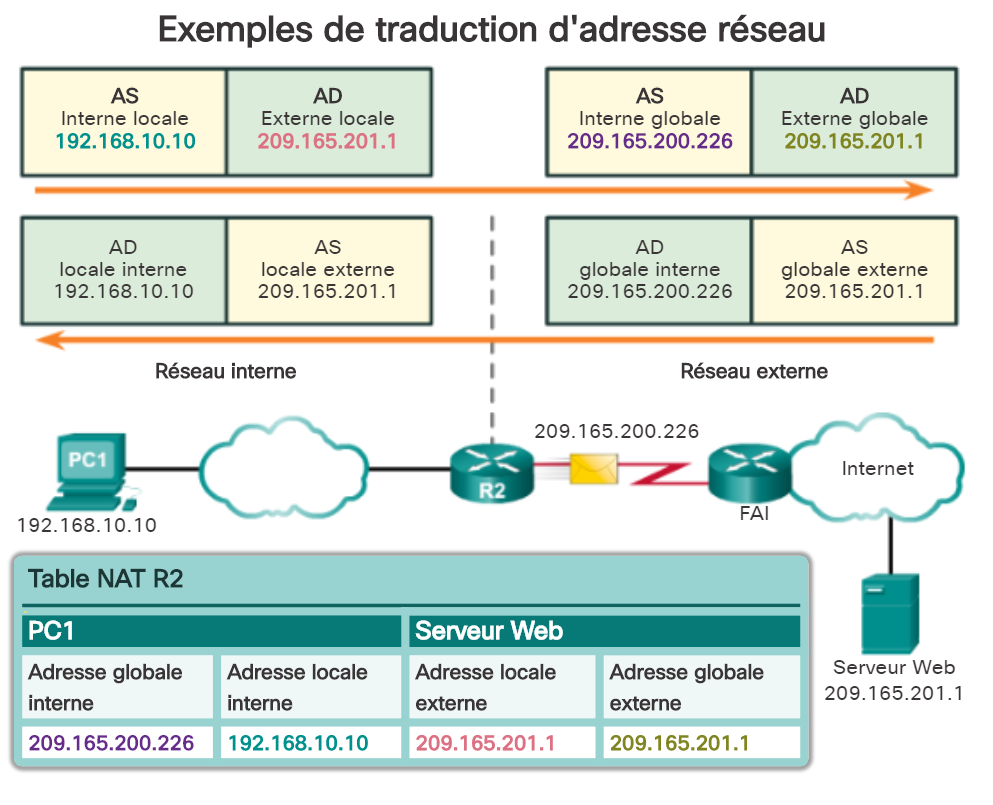 Exemples de traduction d'adresse réseau
AS
Interne locale
192.168.10.10
AD
Externe locale
209.165.201.1
AS
Interne globale
209.165.200.226
AD
Externe globale
209.165.201.1
AD
locale interne
192.168.10.10
AS
locale externe
209.165.201.1
AD
globale interne
209.165.200.226
AS
globale externe
209.165.201.1
Réseau interne
Réseau externe
PC1
192.168.10.10
R2
209.165.200.226
FAI
Internet
Serveur Web
209.165.201.1
Table NAT R2
PC1
Serveur Web
Adresse globale
interne
Adresse locale
interne
Adresse locale
externe
Adresse globale
externe
209.165.200.226
192.168.10.10
209.165.201.1
209.165.201.1